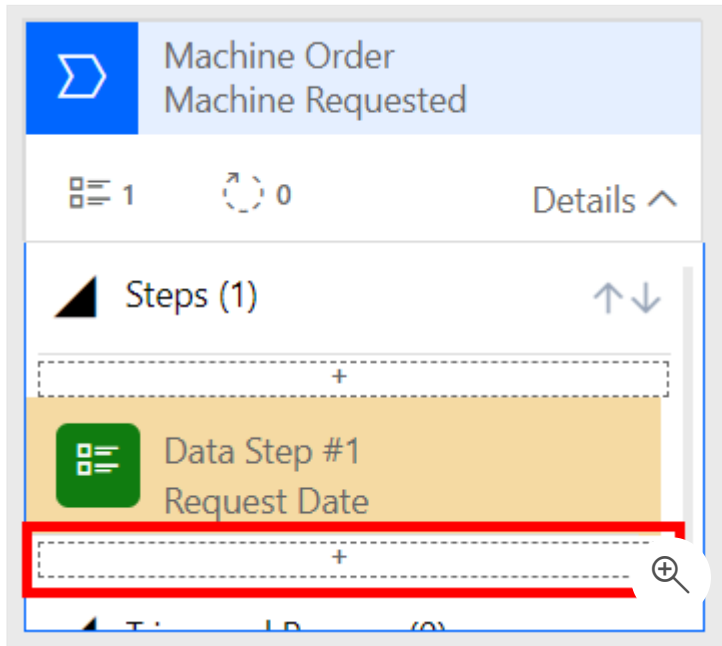 Machine Order
Machine Requested
1 0 Details
Steps (1)
+
Data Step #1
Request Date
+